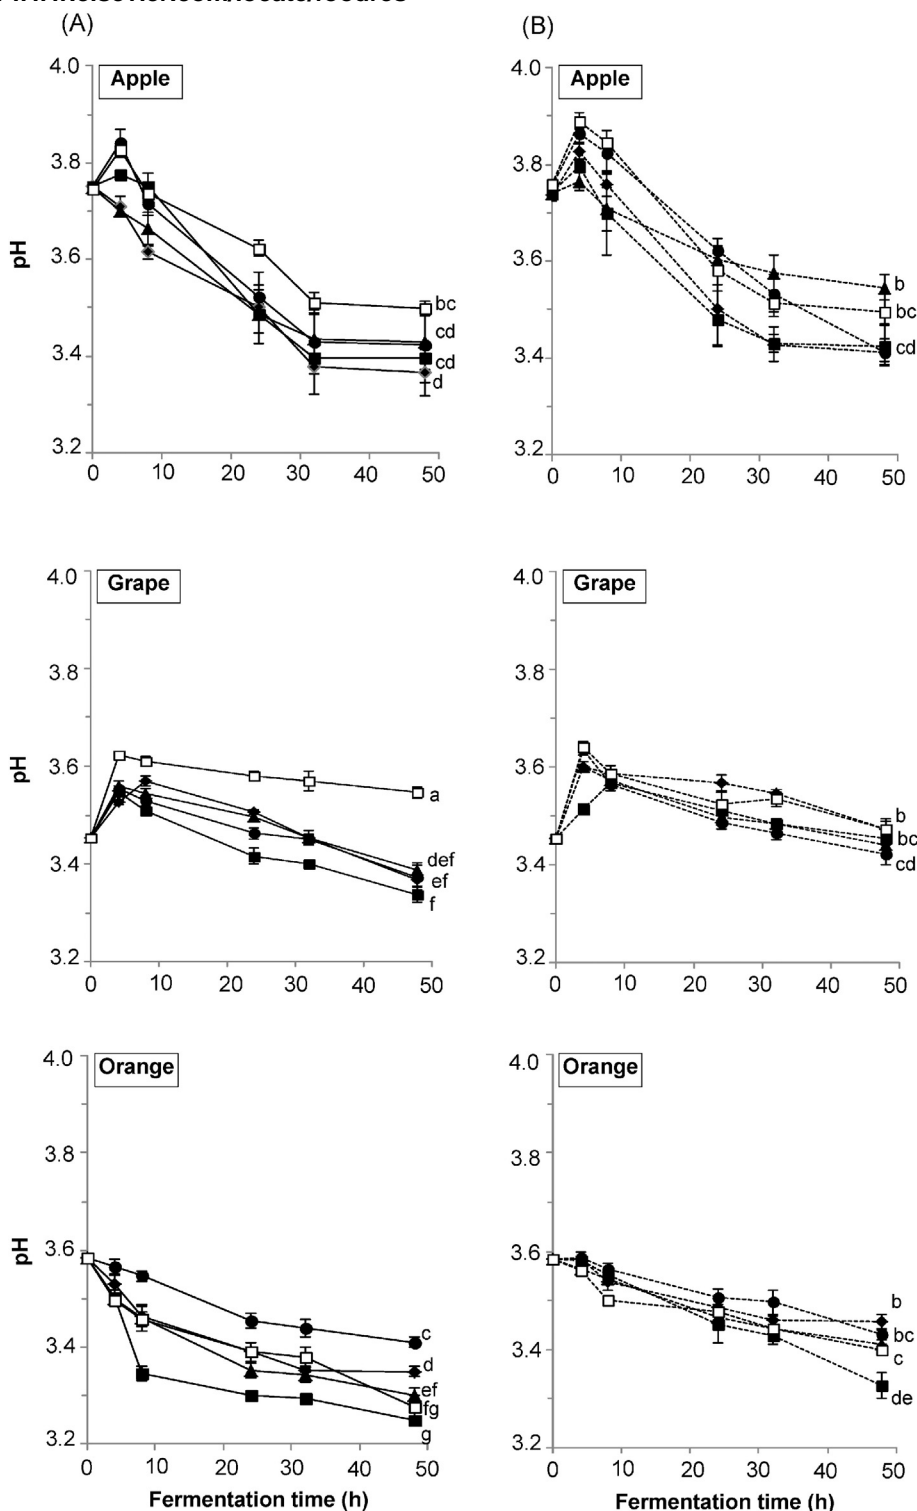 (A)
(B)
4.0
Apple
3.8
3.6
3.4
3.2
pH
bc
cd
cd
d
0 10 20 30 40 50
4.0
Apple
3.8
3.6
3.4
3.2
b
bc
cd
0 10 20 30 40 50
4.0
Grape
3.8
3.6
3.4
3.2
pH
a
def
ef
f
0 10 20 30 40 50
4.0
Grape
3.8
3.6
3.4
3.2
b
bc
cd
0 10 20 30 40 50
4.0
Orange
3.8
3.6
3.4
3.2
pH
c
d
ef
fg
g
0 10 20 30 40 50
Fermentation time (h)
4.0
Orange
3.8
3.6
3.4
3.2
b
bc
c
de
0 10 20 30 40 50
Fermentation time (h)